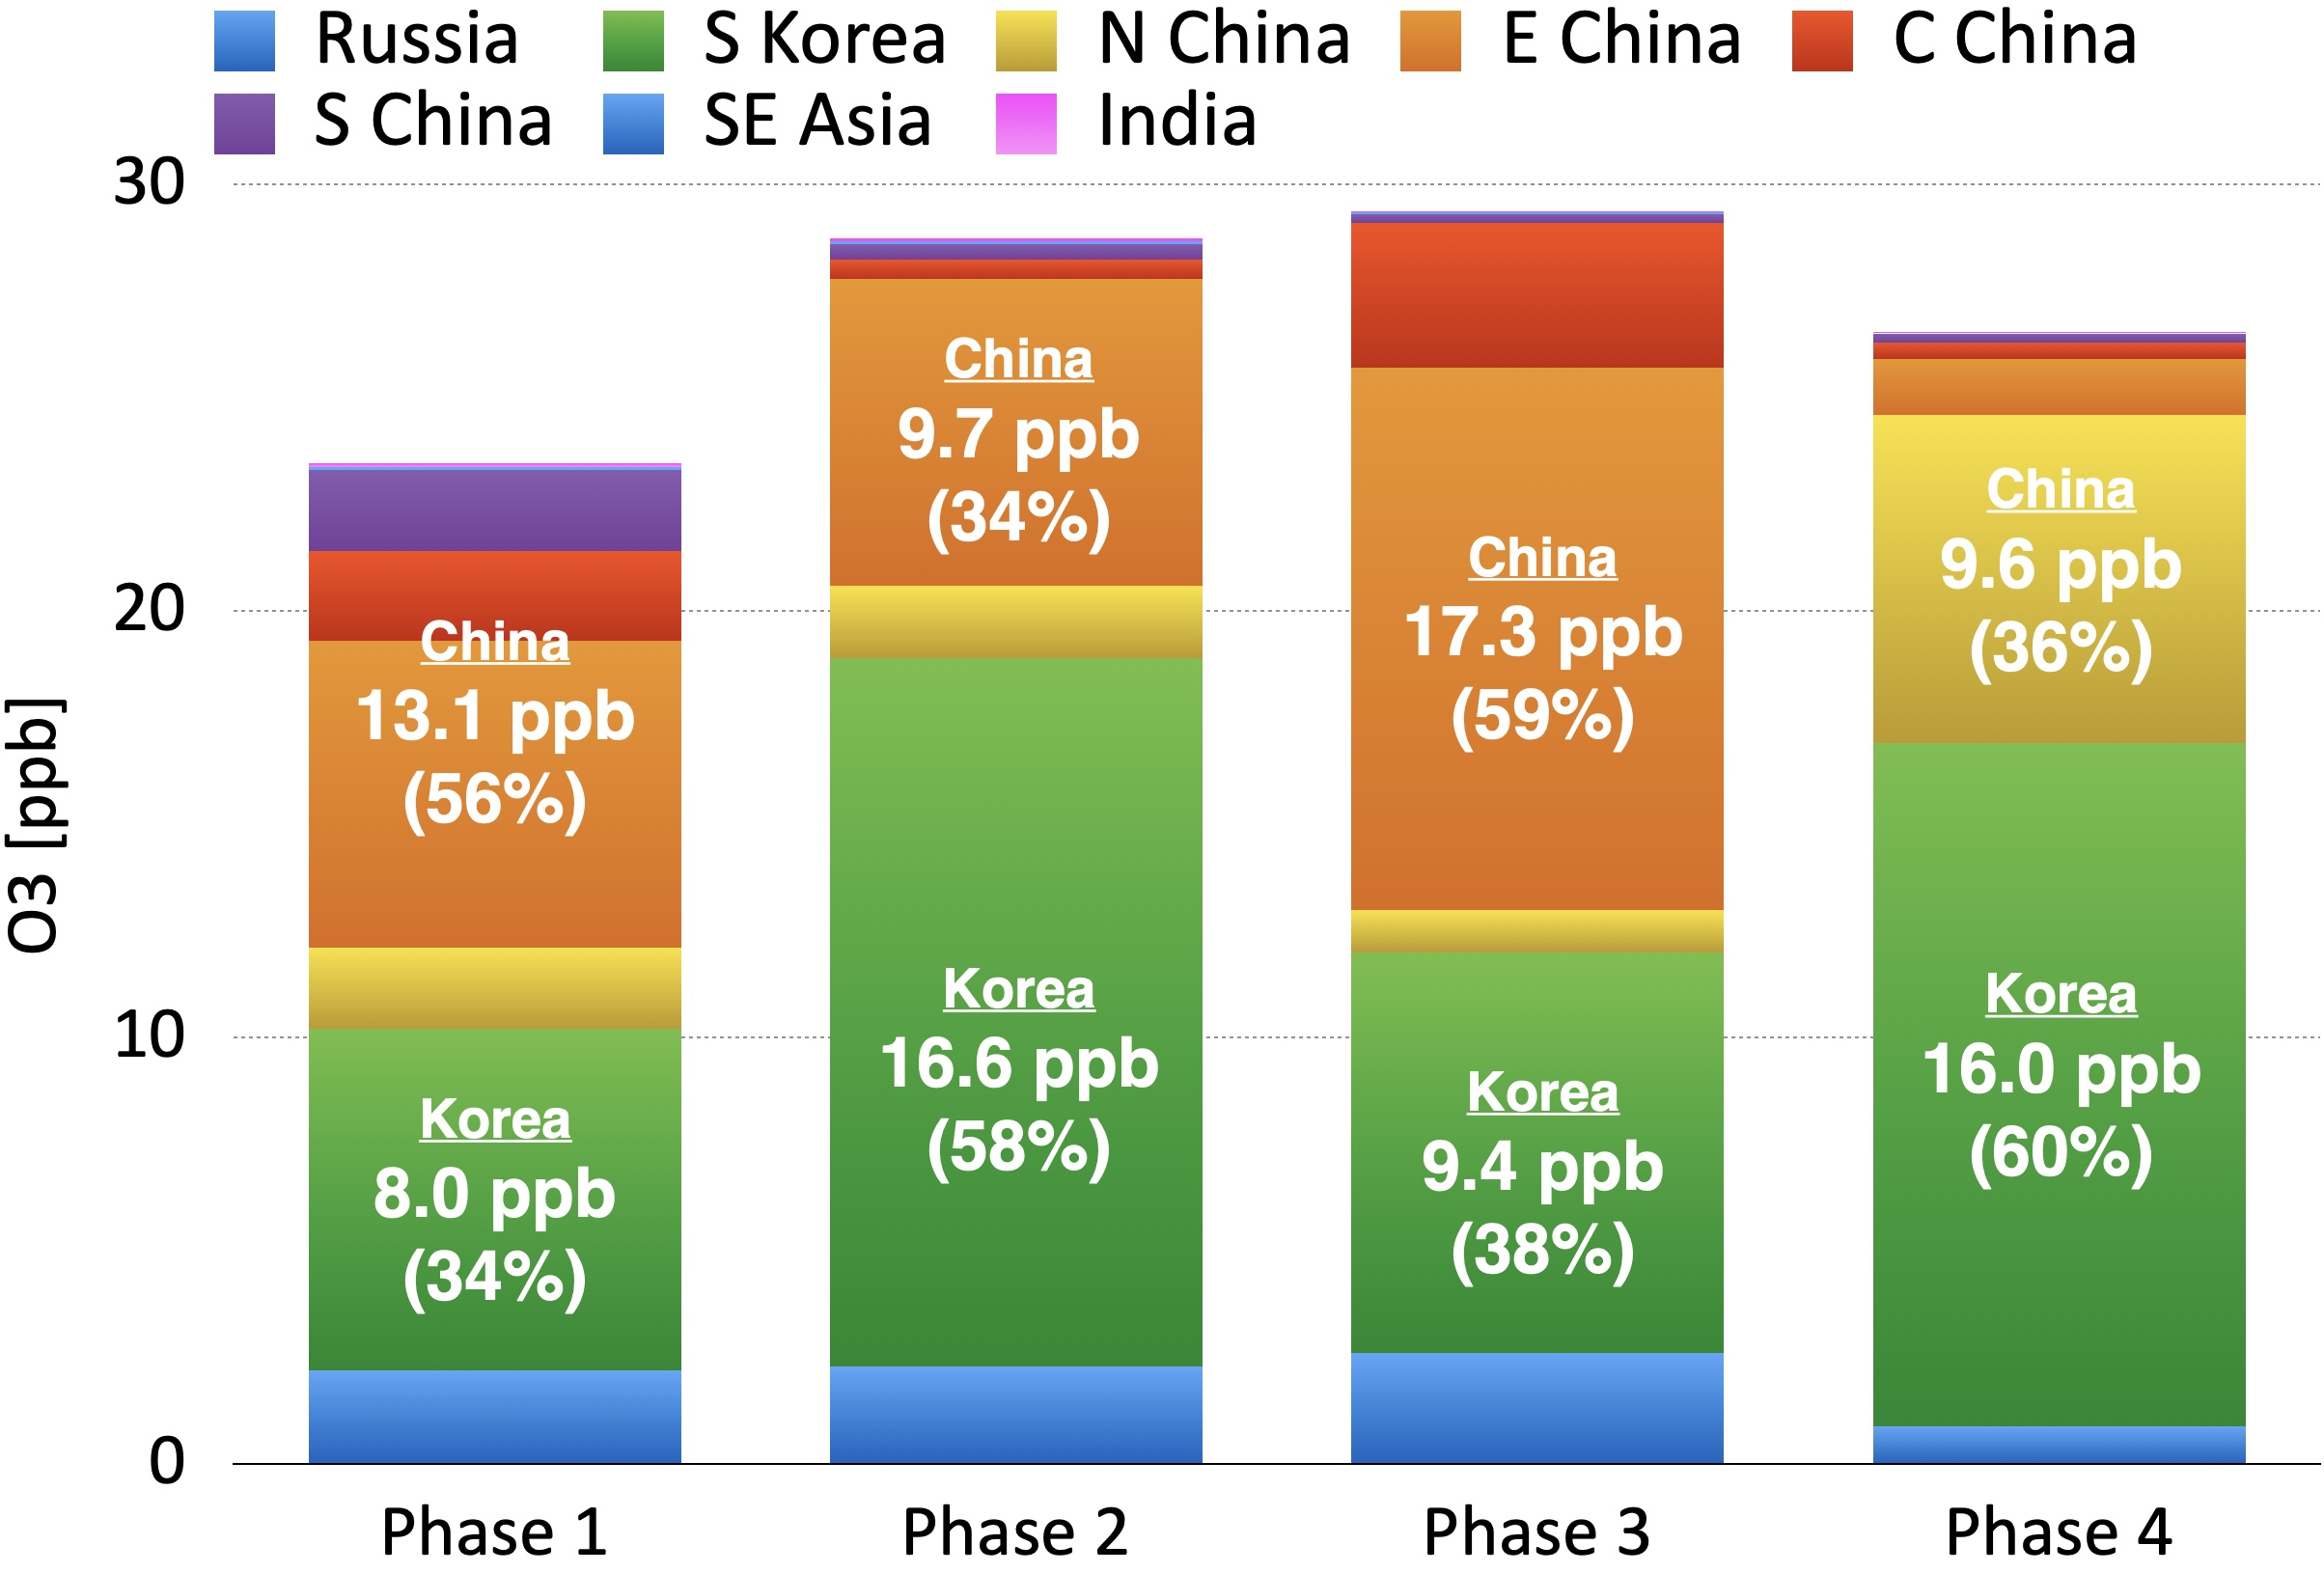 Russia S Korea N China E China C China
S China SE Asia India
30
20
10
0
O3 [ppb]
China
13.1 ppb
(56%)
Korea
8.0 ppb
(34%)
China
9.7 ppb
(34%)
Korea
16.6 ppb
(58%)
China
17.3 ppb
(59%)
Korea
9.4 ppb
(38%)
China
9.6 ppb
(36%)
Korea
16.0 ppb
(60%)
Phase 1 Phase 2 Phase 3 Phase 4